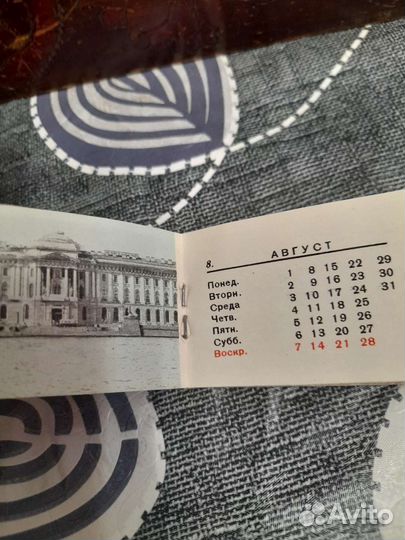 8. АВГУСТ
Понед. 1 8 15 22 29
Вторн. 2 9 16 23 30
Среда 3 10 17 24 31
Четв. 4 11 18 25
Пятн. 5 12 19 26
Субб. 6 13 20 27
Воскр. 7 14 21 28
Avito